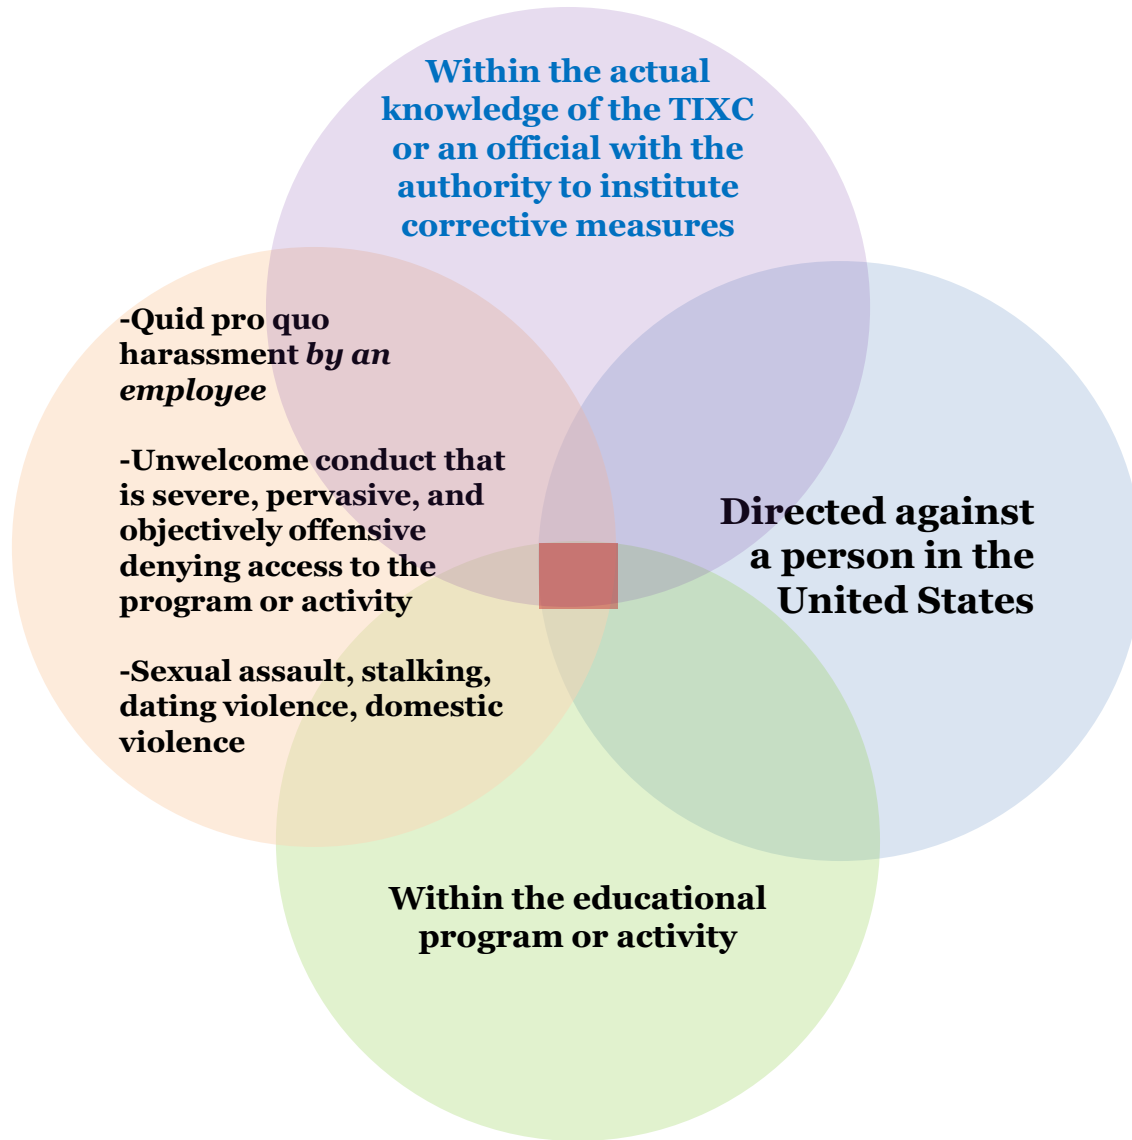 Within the actual
knowledge of the TIXC
or an official with the
authority to institute
corrective measures
-Quid pro quo
harassment by an
employee
-Unwelcome conduct that
is severe, pervasive, and
objectively offensive
denying access to the
program or activity
-Sexual assault, stalking,
dating violence, domestic
violence
Directed against
a person in the
United States
Within the educational
program or activity